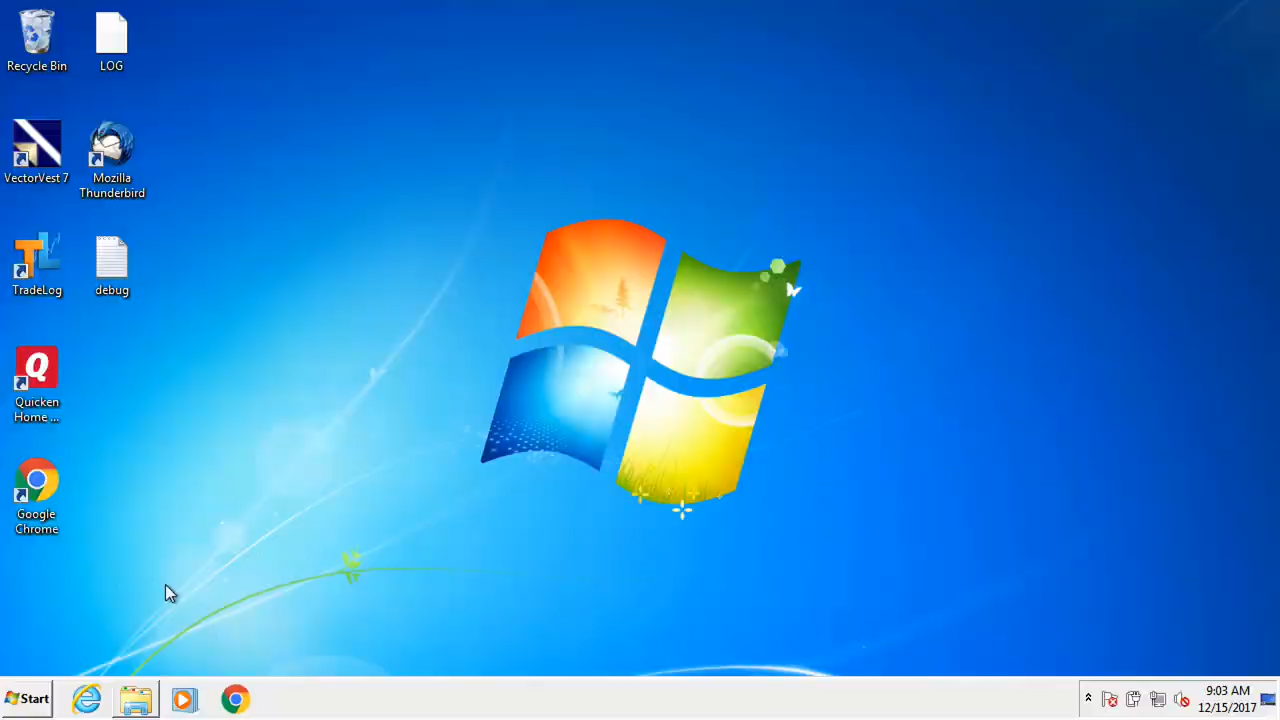 Recycle Bin
LOG
VectorVest 7
Mozilla
Thunderbird
TL
TradeLog
debug
Q
Quicken
Home ...
Google
Chrome
Start
9:03 AM
12/15/2017